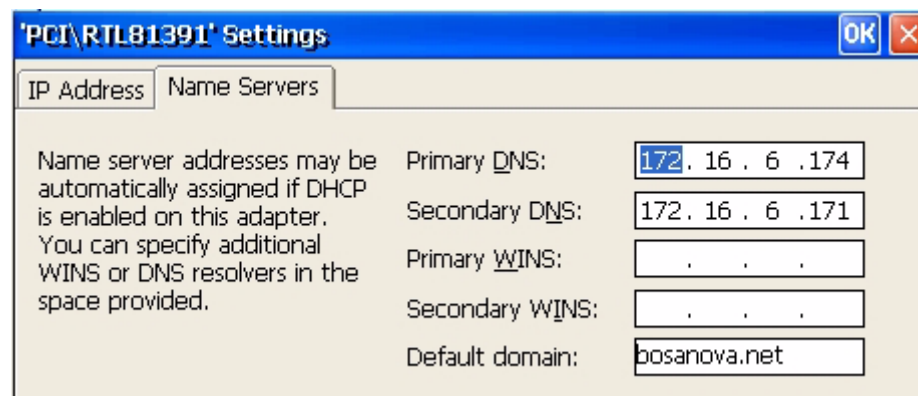 'PCI\RTL81391' Settings
OK
IP Address
Name Servers
Name server addresses may be
automatically assigned if DHCP
is enabled on this adapter.
You can specify additional
WINS or DNS resolvers in the
space provided.
Primary DNS: 172. 16 . 6 .174
Secondary DNS: 172. 16 . 6 .171
Primary WINS: . . .
Secondary WINS: . . .
Default domain: bosanova.net